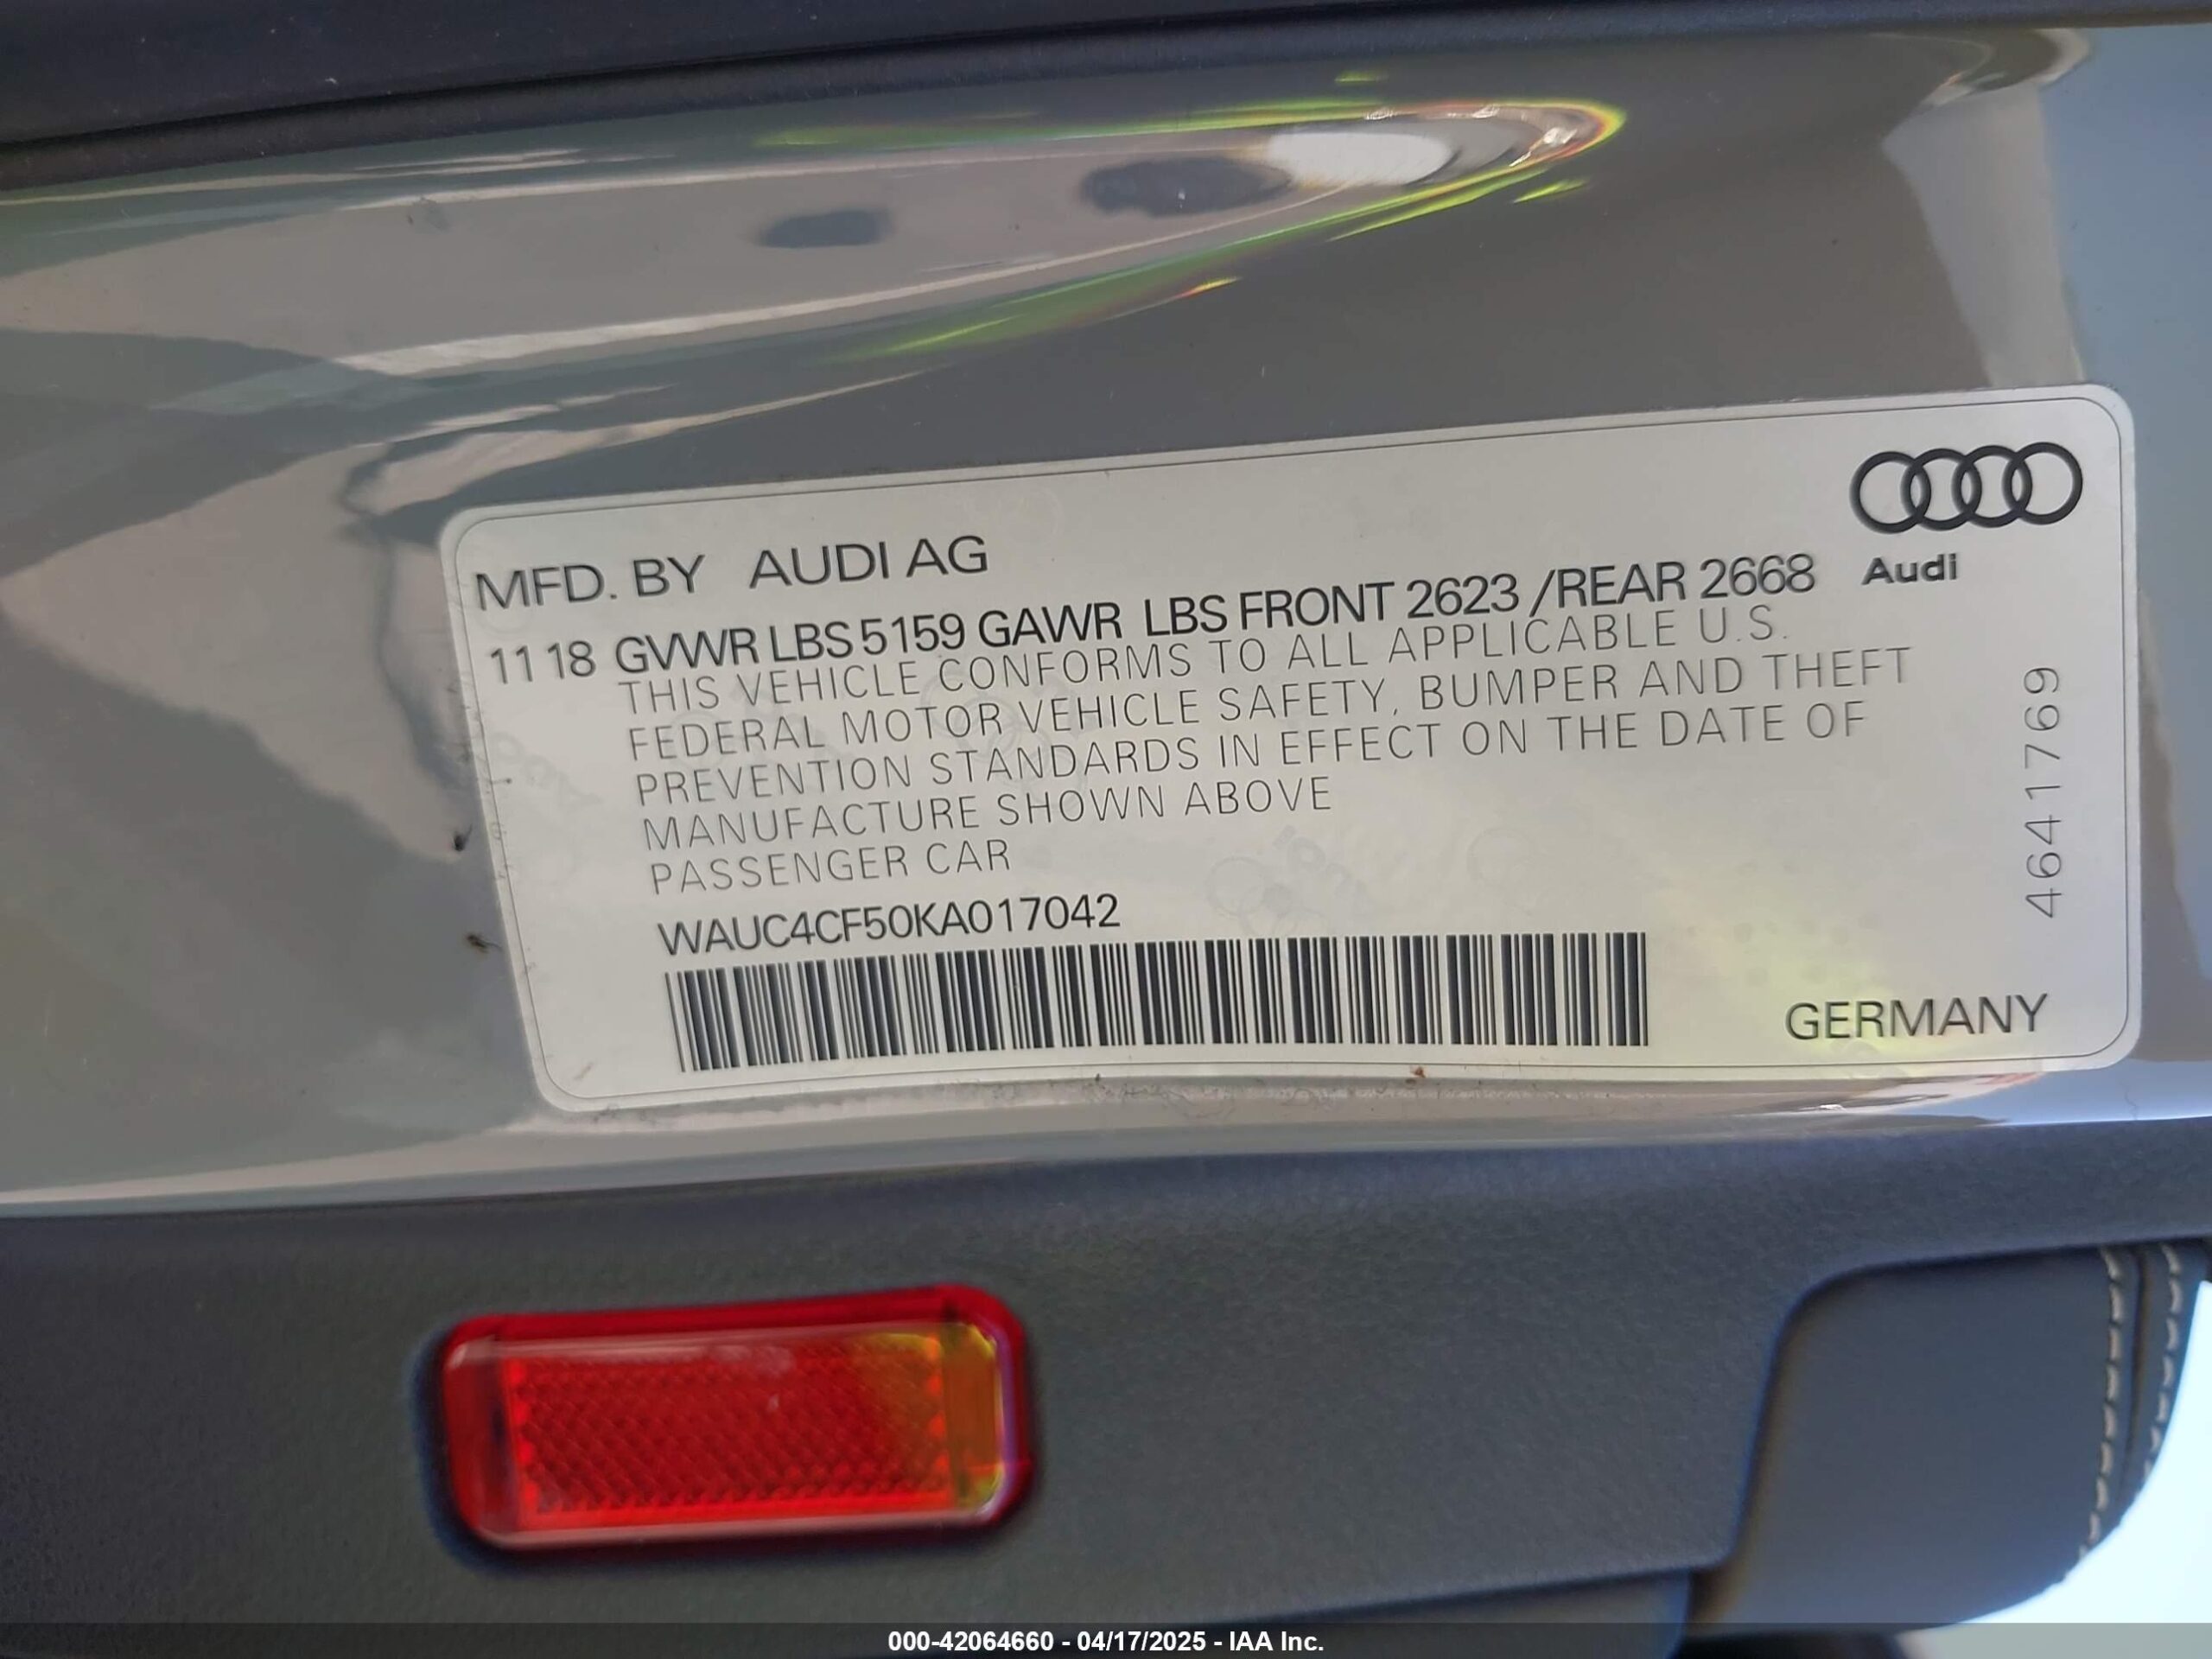 MFD. BY AUDI AG
11 18 GVWR LBS 5159 GAWR LBS FRONT 2623 /REAR 2668
Audi
THIS VEHICLE CONFORMS TO ALL APPLICABLE U.S.
FEDERAL MOTOR VEHICLE SAFETY, BUMPER AND THEFT
PREVENTION STANDARDS IN EFFECT ON THE DATE OF
MANUFACTURE SHOWN ABOVE
PASSENGER CAR
WAUC4CF50KA017042
4641769
GERMANY
000-42064660 - 04/17/2025 - IAA Inc.